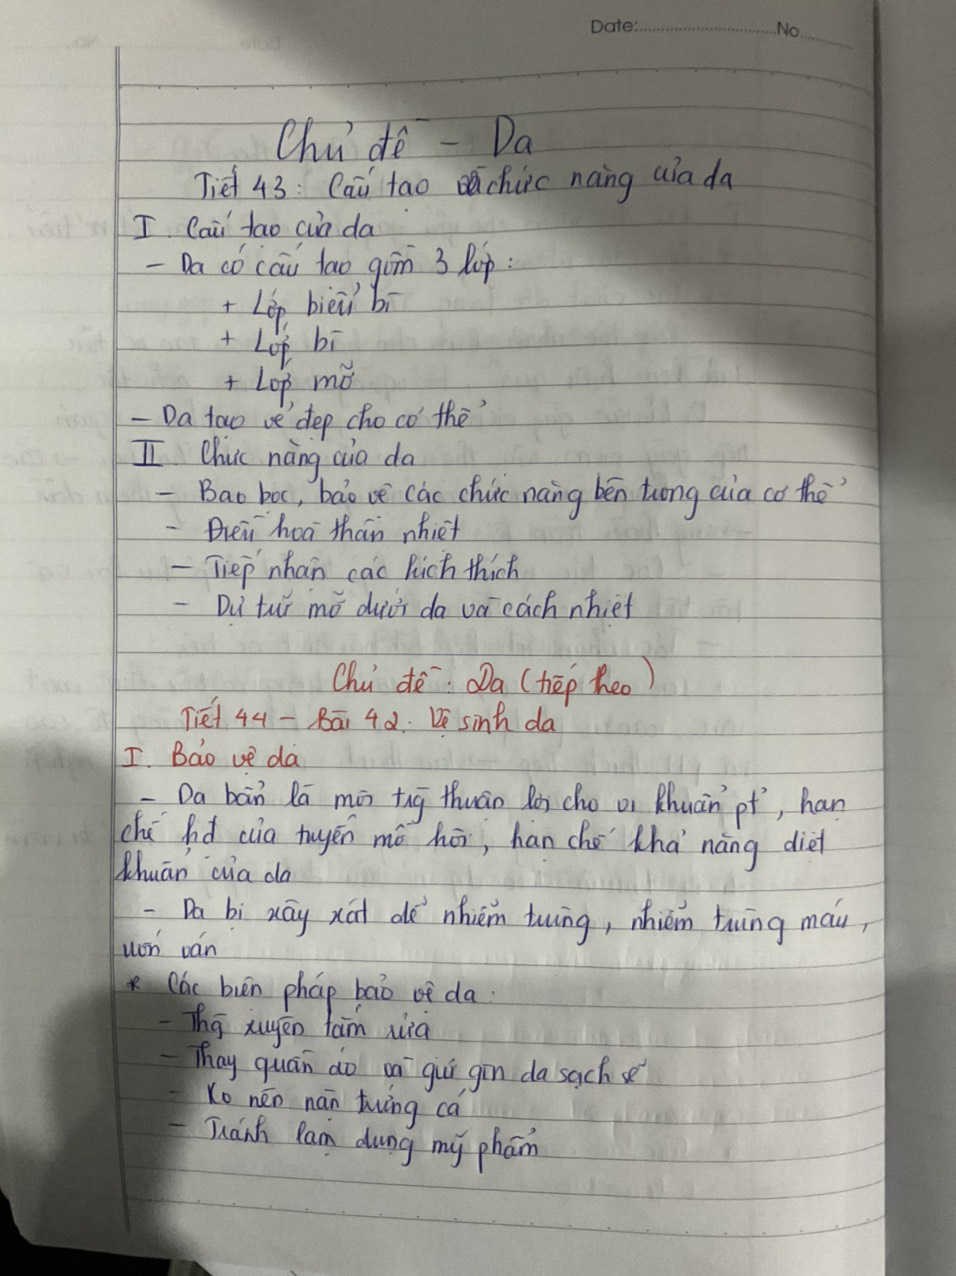 Date:..............................No...........
Chủ đề - Da
Tiết 43: Cấu tạo và chức năng của da
I. Cấu tạo của da
- Da có cấu tạo gồm 3 lớp:
+ Lớp biểu bì
+ Lớp bì
+ Lớp mỡ
- Da tạo vẻ đẹp cho cơ thể
II Chức năng của da
- Bao bọc, bảo vệ các chức năng bên trong của cơ thể
- Điều hoà thân nhiệt
- Tiếp nhận các kích thích
- Dự trữ mỡ dưới da và cách nhiệt
Chủ đề: Da (tiếp theo)
Tiết 44 - Bài 42: Vệ sinh da
I. Bảo vệ da
- Da bẩn là môi trg thuận lợi cho vi khuẩn pt, hạn
chế hđ của tuyến mồ hôi, hạn chế khả năng diệt
khuẩn của da
- Da bị xây xát dễ nhiễm trùng, nhiễm trùng máu,
uốn ván
* Các biện pháp bảo vệ da:
- Thg xuyên tắm rửa
- Thay quần áo và giữ gìn da sạch sẽ
- Ko nên nặn trứng cá
- Tránh lạm dụng mỹ phẩm